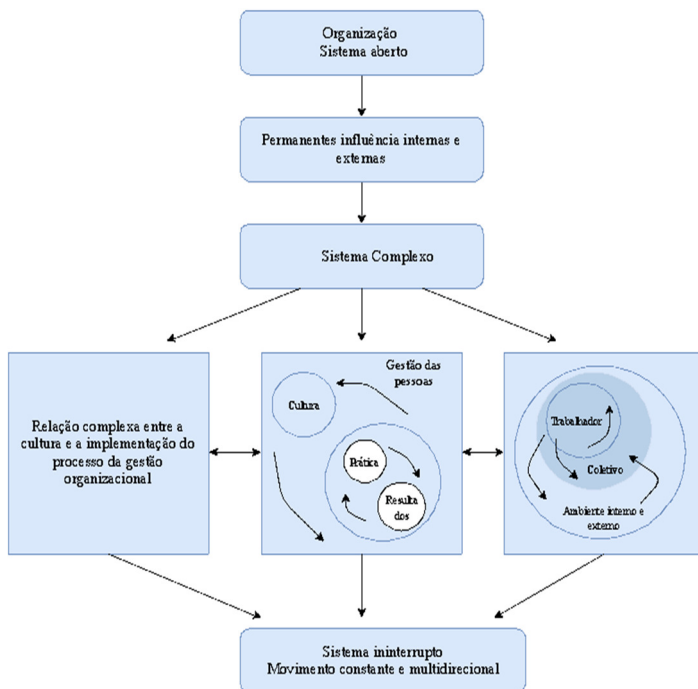 Organização
Sistema aberto
Permanentes influência internas e
externas
Sistema Complexo
Relação complexa entre a
cultura e a implementação do
processo da gestão
organizacional
Gestão das
pessoas
Cultura
Prática
Resulta
dos
Trabalhador
Coletivo
Ambiente interno e
externo
Sistema ininterrupto
Movimento constante e multidirecional